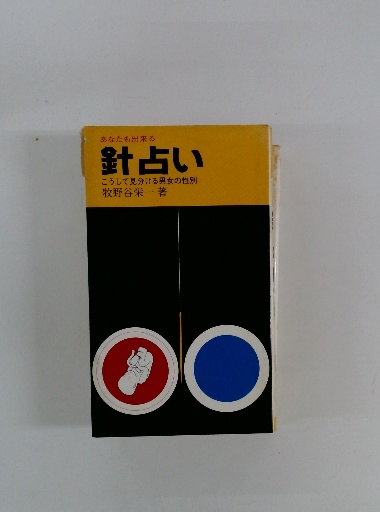 あなたも出来る
針占い
こうして見分ける男女の性別
牧野谷栄一著